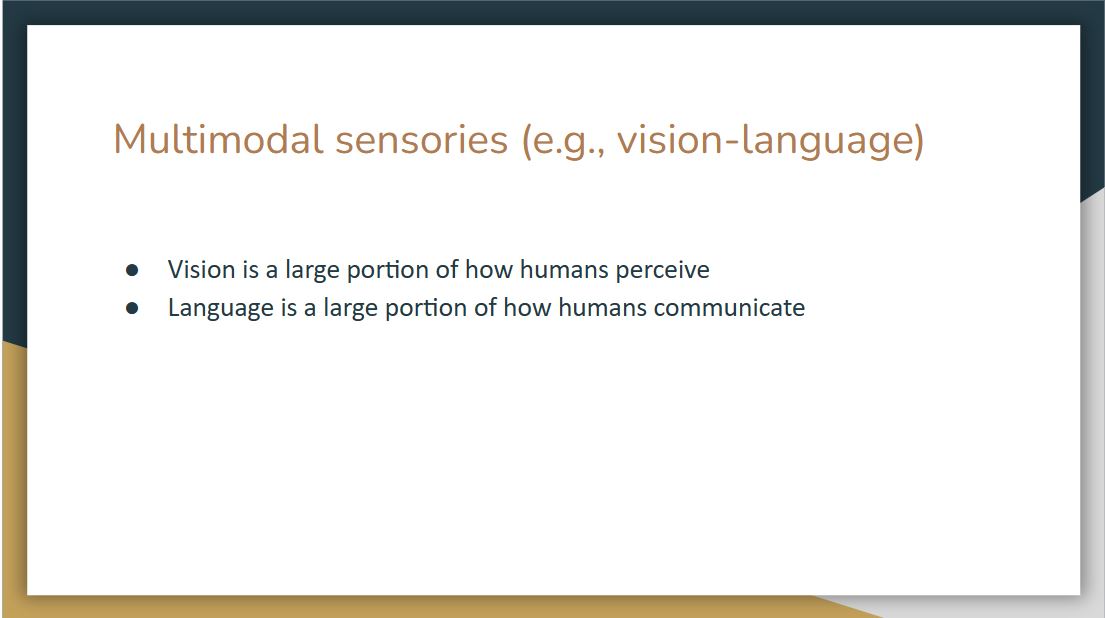 Multimodal sensories (e.g., vision-language)
● Vision is a large portion of how humans perceive
● Language is a large portion of how humans communicate